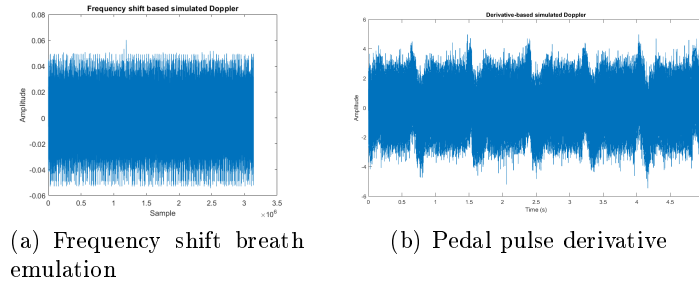 Frequency shift based simulated Doppler
0.08
0.06
0.04
0.02
0
-0.02
-0.04
-0.06
Amplitude
0 0.5 1 1.5 2 2.5 3 3.5
Sample
×10⁶
(a) Frequency shift breath
emulation
Derivative-based simulated Doppler
6
4
2
0
-2
-4
-6
Amplitude
0 0.5 1 1.5 2 2.5 3 3.5 4 4.5
Time (s)
(b) Pedal pulse derivative